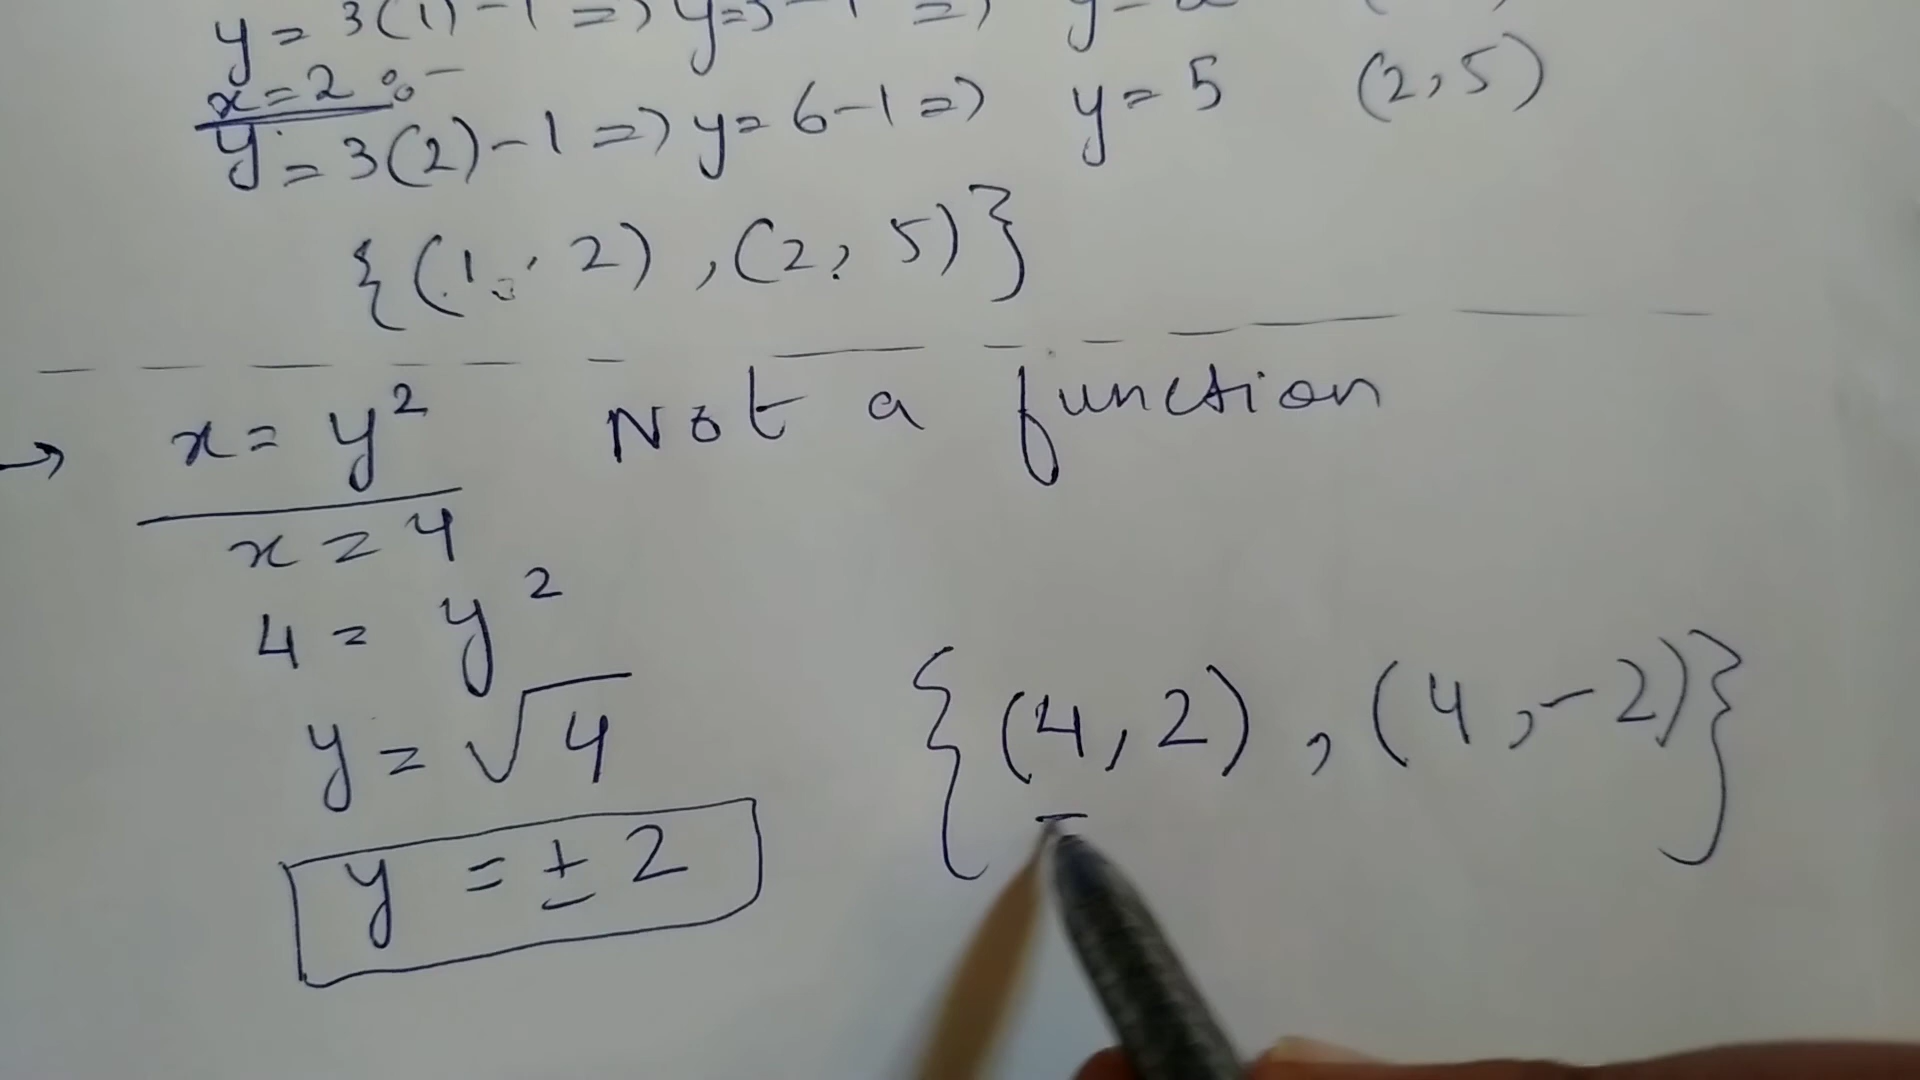 y = 3(1) - 1 => y = 3 - 1 =>
x = 2 :-
y = 3(2) - 1 => y = 6 - 1 => y = 5 (2, 5)
{(1, 2), (2, 5)}
→ x = y² Not a function
x = 4
4 = y²
y = √4
{(4, 2), (4, -2)}
y = ± 2